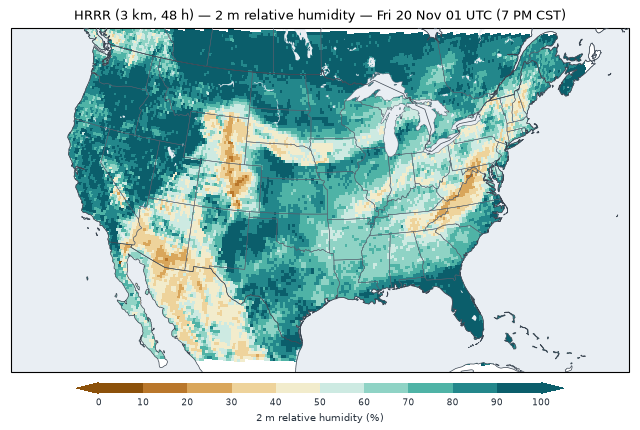 HRRR (3 km, 48 h) — 2 m relative humidity — Fri 20 Nov 01 UTC (7 PM CST)
0 10 20 30 40 50 60 70 80 90 100
2 m relative humidity (%)